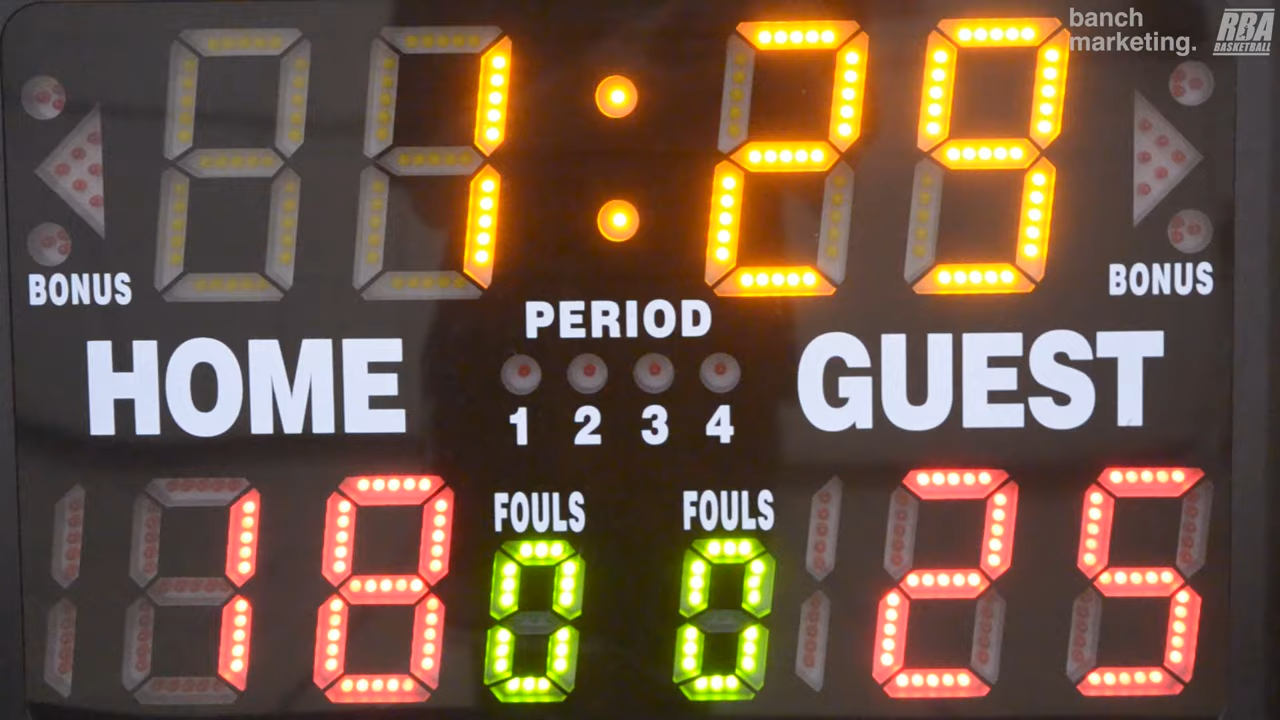 banch
marketing.
RBA
BASKETBALL
1:29
BONUS
BONUS
PERIOD
HOME
GUEST
1 2 3 4
FOULS
FOULS
18
0
0
25